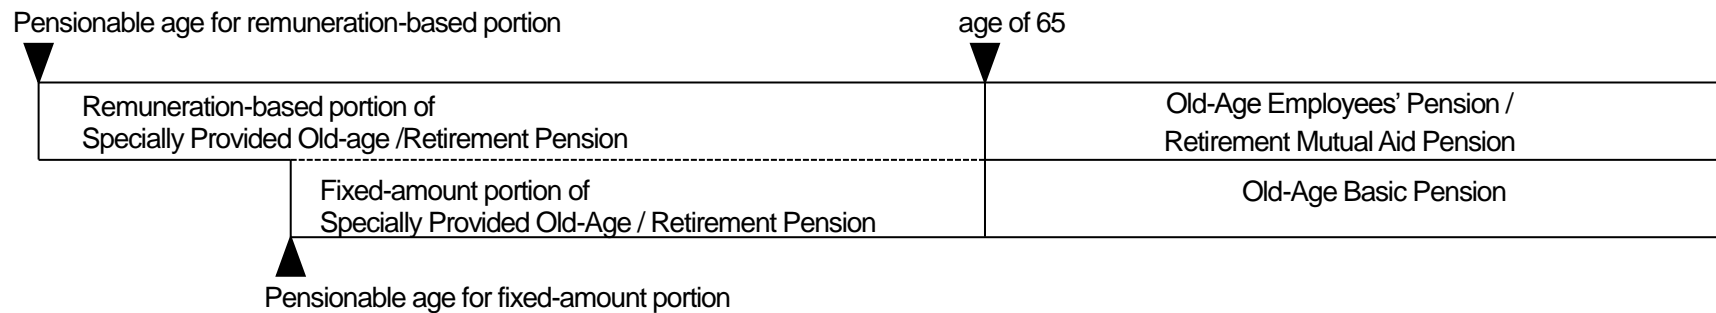 Pensionable age for remuneration-based portion
age of 65
Remuneration-based portion of
Specially Provided Old-age /Retirement Pension
Old-Age Employees’ Pension /
Retirement Mutual Aid Pension
Fixed-amount portion of
Specially Provided Old-Age / Retirement Pension
Old-Age Basic Pension
Pensionable age for fixed-amount portion